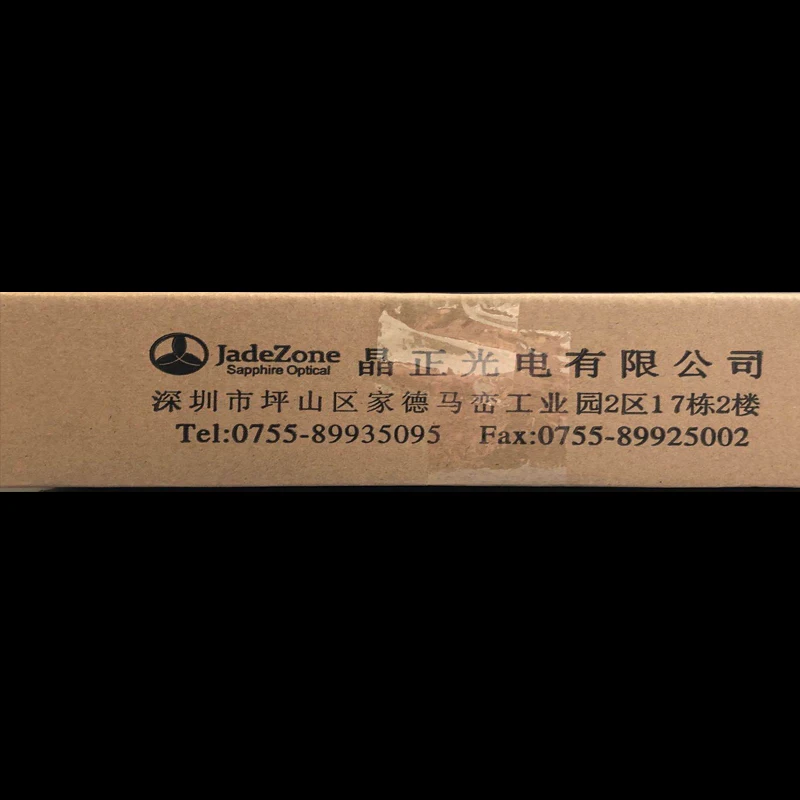 JadeZone 晶正光电有限公司
Sapphire Optical
深圳市坪山区家德马峦工业园2区17栋2楼
Tel:0755-89935095 Fax:0755-89925002